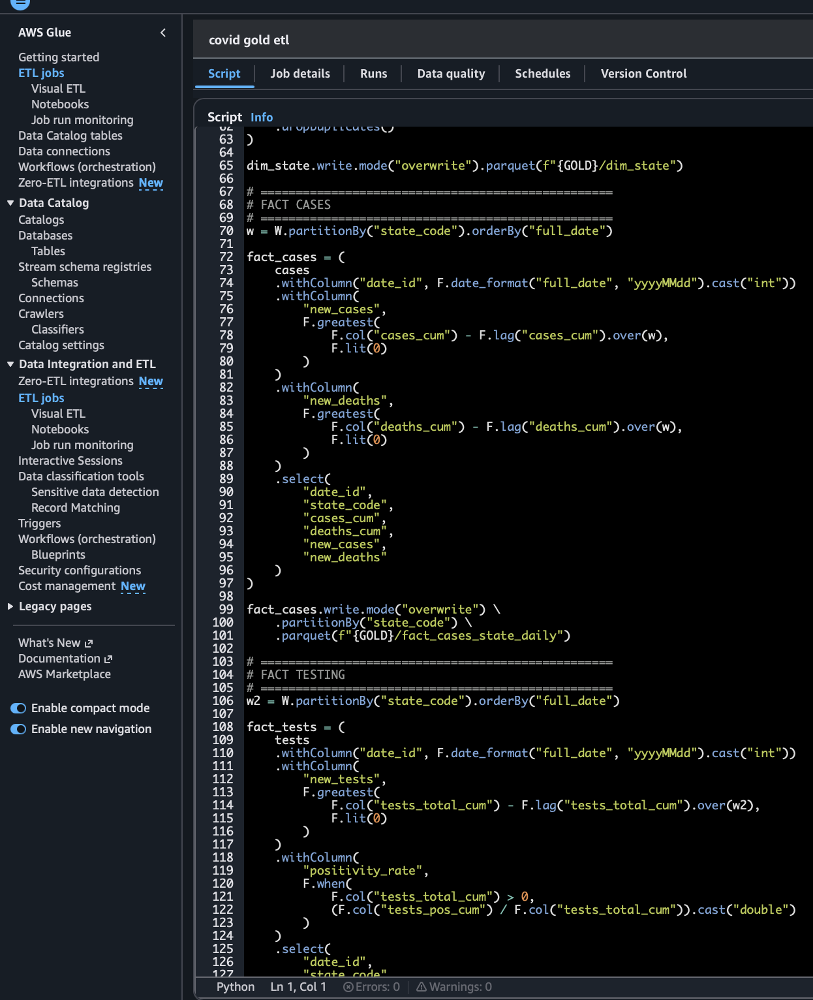 AWS Glue
Getting started
ETL jobs
Visual ETL
Notebooks
Job run monitoring
Data Catalog tables
Data connections
Workflows (orchestration)
Zero-ETL integrations New
Data Catalog
Catalogs
Databases
Tables
Stream schema registries
Schemas
Connections
Crawlers
Classifiers
Catalog settings
Data Integration and ETL
Zero-ETL integrations New
ETL jobs
Visual ETL
Notebooks
Job run monitoring
Interactive Sessions
Data classification tools
Sensitive data detection
Record Matching
Triggers
Workflows (orchestration)
Blueprints
Security configurations
Cost management New
Legacy pages
What's New
Documentation
AWS Marketplace
Enable compact mode
Enable new navigation
covid gold etl
Script Job details Runs Data quality Schedules Version Control
Script Info
62     .dropDuplicates()
63 )
64
65 dim_state.write.mode("overwrite").parquet(f"{GOLD}/dim_state")
66
67 # ==================================================
68 # FACT CASES
69 # ==================================================
70 w = W.partitionBy("state_code").orderBy("full_date")
71
72 fact_cases = (
73     cases
74     .withColumn("date_id", F.date_format("full_date", "yyyyMMdd").cast("int"))
75     .withColumn(
76         "new_cases",
77         F.greatest(
78             F.col("cases_cum") - F.lag("cases_cum").over(w),
79             F.lit(0)
80         )
81     )
82     .withColumn(
83         "new_deaths",
84         F.greatest(
85             F.col("deaths_cum") - F.lag("deaths_cum").over(w),
86             F.lit(0)
87         )
88     )
89     .select(
90         "date_id",
91         "state_code",
92         "cases_cum",
93         "deaths_cum",
94         "new_cases",
95         "new_deaths"
96     )
97 )
98
99 fact_cases.write.mode("overwrite") \
100     .partitionBy("state_code") \
101     .parquet(f"{GOLD}/fact_cases_state_daily")
102
103 # ==================================================
104 # FACT TESTING
105 # ==================================================
106 w2 = W.partitionBy("state_code").orderBy("full_date")
107
108 fact_tests = (
109     tests
110     .withColumn("date_id", F.date_format("full_date", "yyyyMMdd").cast("int"))
111     .withColumn(
112         "new_tests",
113         F.greatest(
114             F.col("tests_total_cum") - F.lag("tests_total_cum").over(w2),
115             F.lit(0)
116         )
117     )
118     .withColumn(
119         "positivity_rate",
120         F.when(
121             F.col("tests_total_cum") > 0,
122             (F.col("tests_pos_cum") / F.col("tests_total_cum")).cast("double")
123         )
124     )
125     .select(
126         "date_id",
127         "state_code"
Python Ln 1, Col 1 Errors: 0 Warnings: 0